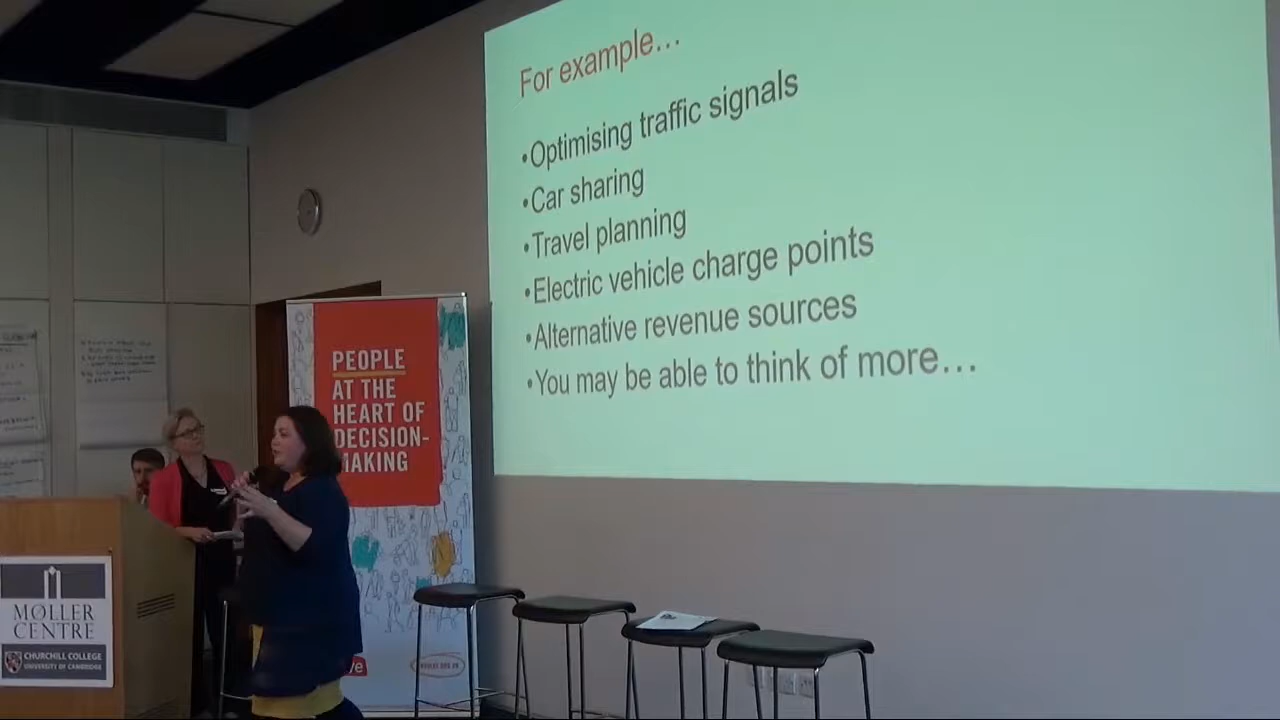 For example...
•Optimising traffic signals
•Car sharing
•Travel planning
•Electric vehicle charge points
•Alternative revenue sources
•You may be able to think of more...
PEOPLE
AT THE
HEART OF
DECISION-
MAKING
MØLLER
CENTRE
CHURCHILL COLLEGE
UNIVERSITY OF CAMBRIDGE
ve